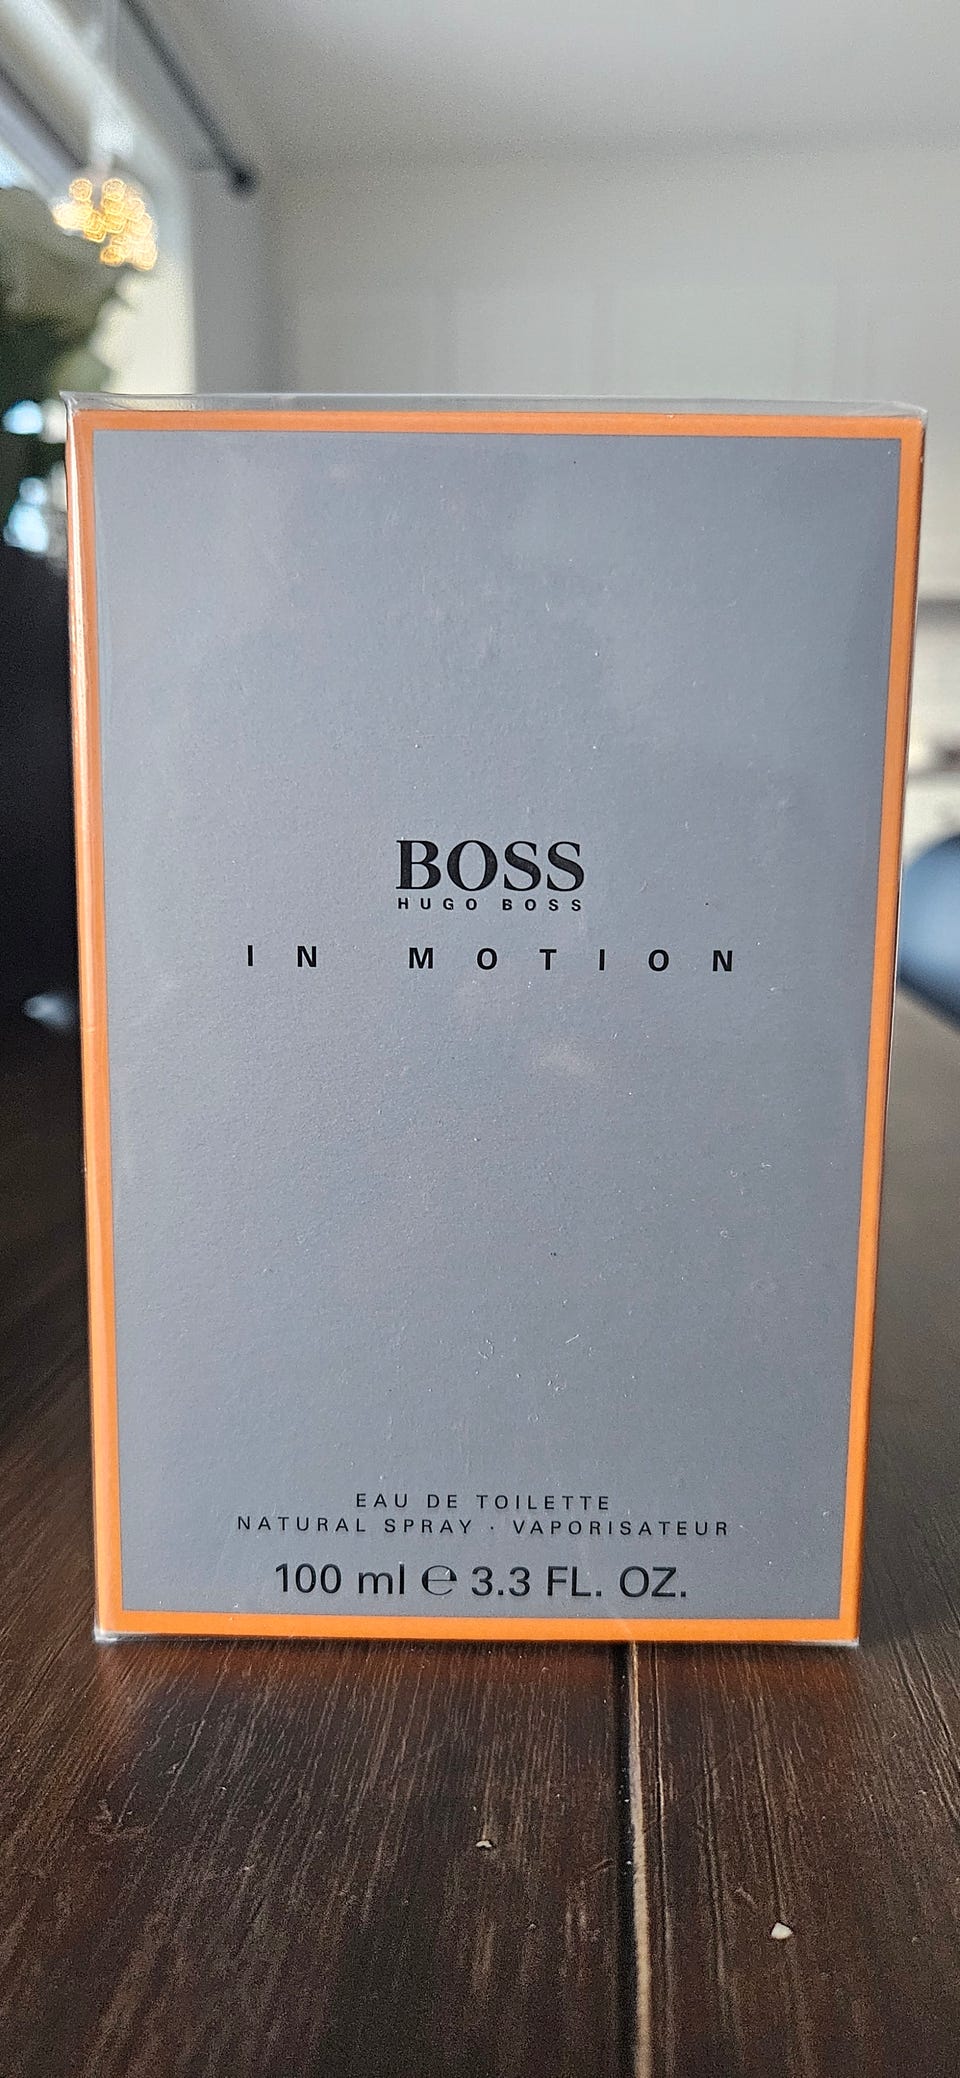 BOSS
HUGO BOSS
IN MOTION
EAU DE TOILETTE
NATURAL SPRAY · VAPORISATEUR
100 ml ℮ 3.3 FL. OZ.